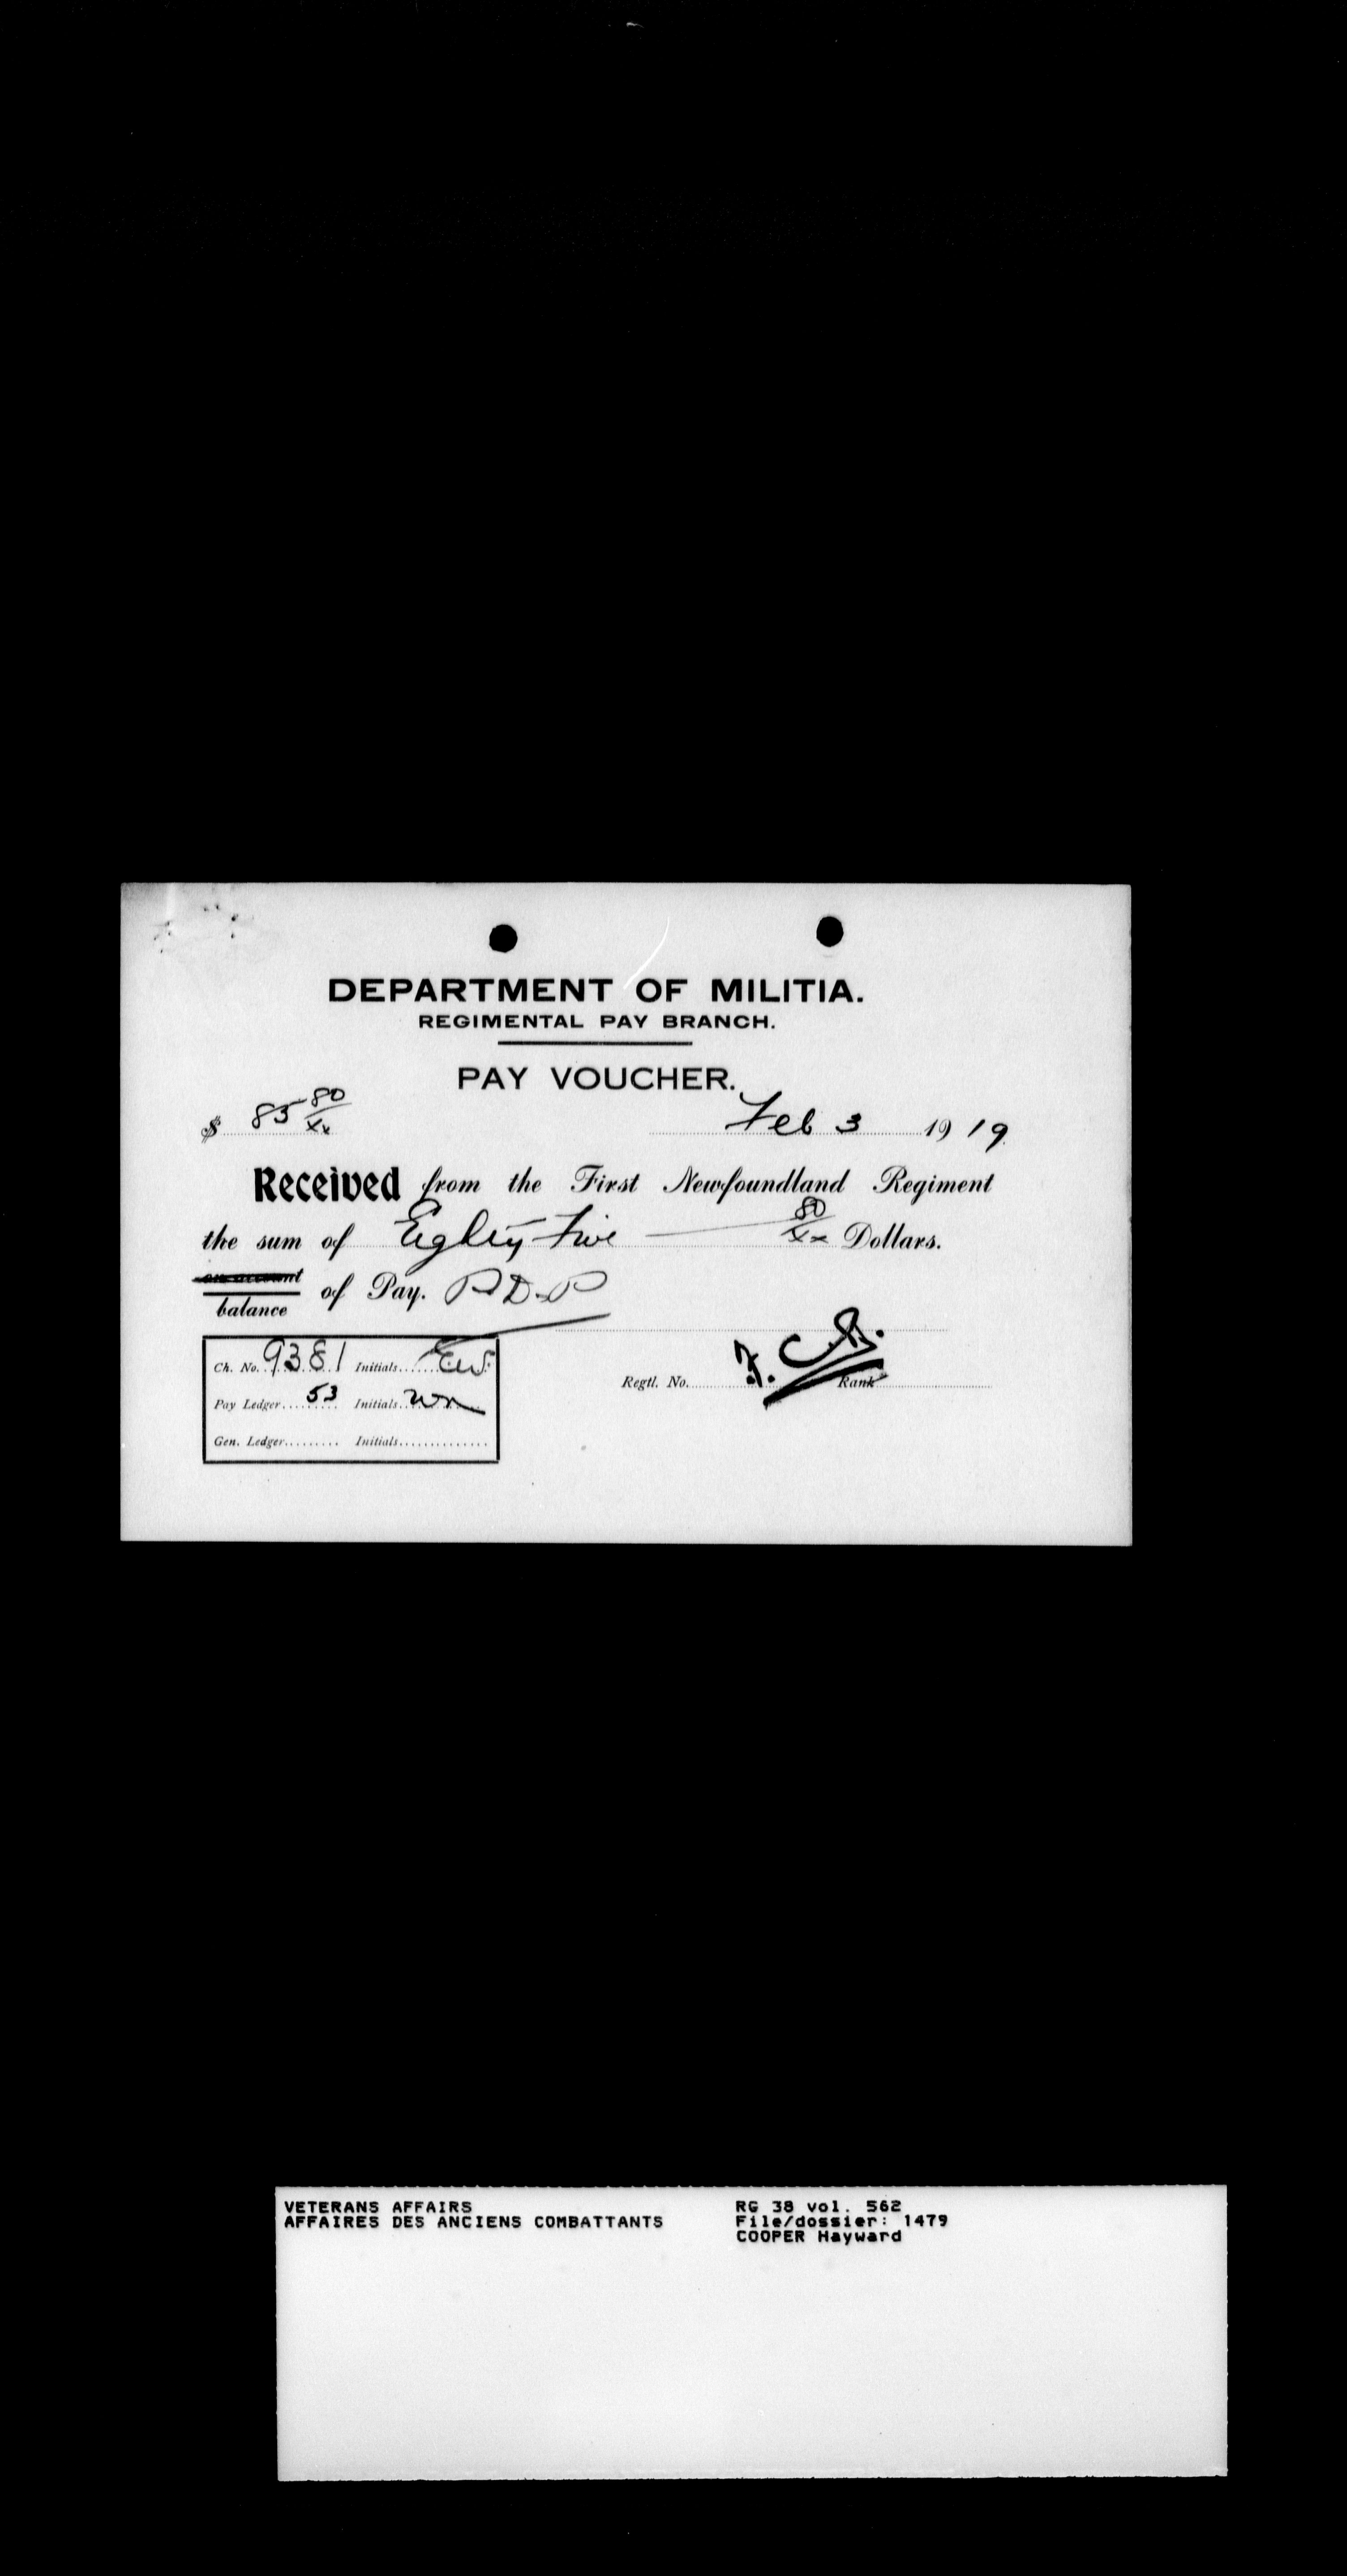 DEPARTMENT OF MILITIA.
REGIMENTAL PAY BRANCH.
PAY VOUCHER.
$ 85 80/xx Feb 3 1919
Received from the First Newfoundland Regiment
the sum of Eighty Five 80/xx Dollars.
on account
balance of Pay. P.D.P
Ch. No. 9381 Initials EW
Pay Ledger 53 Initials
Gen. Ledger Initials
Regtl. No. Rank
VETERANS AFFAIRS
AFFAIRES DES ANCIENS COMBATTANTS
RG 38 vol. 562
File/dossier: 1479
COOPER Hayward